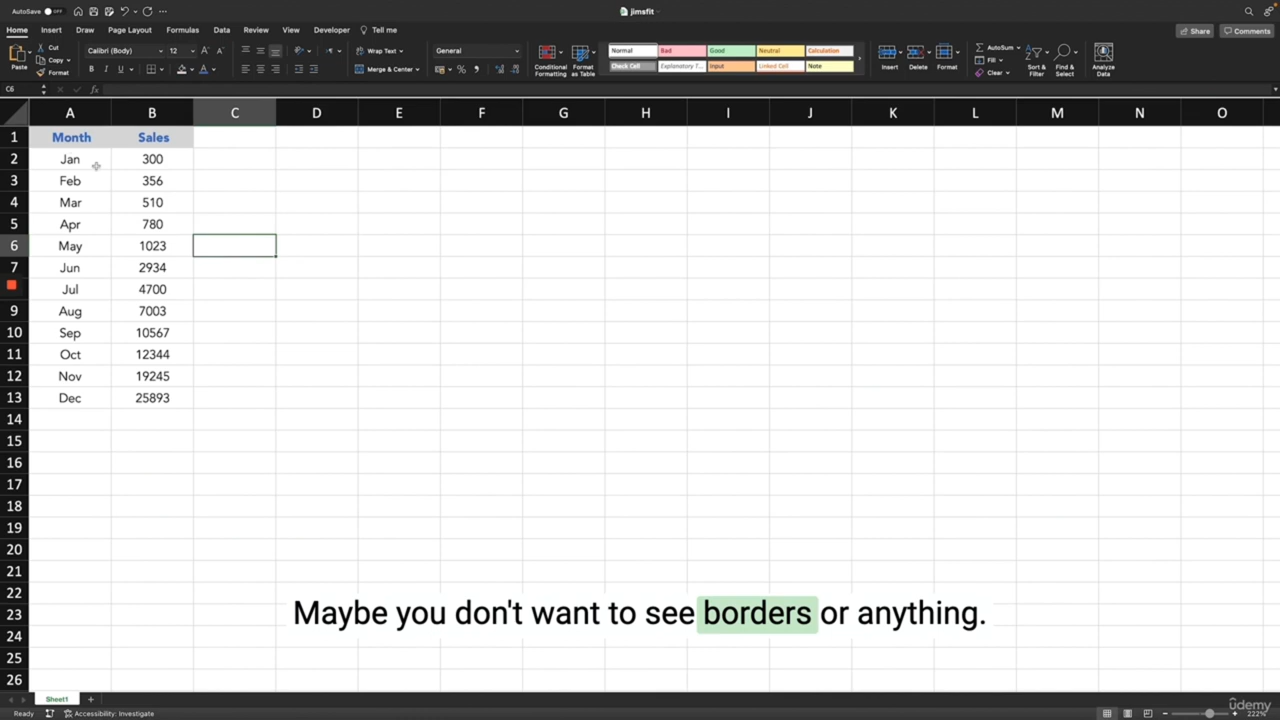 AutoSave OFF jimsfit
Home Insert Draw Page Layout Formulas Data Review View Developer Tell me Share Comments
Paste Cut Copy Format Calibri (Body) 12 Wrap Text Merge & Center General Conditional Formatting Format as Table Normal Bad Good Neutral Calculation Check Cell Explanatory T... Input Linked Cell Note Insert Delete Format AutoSum Fill Clear Sort & Filter Find & Select Analyze Data
C6 fx
A B C D E F G H I J K L M N O
1 Month Sales
2 Jan 300
3 Feb 356
4 Mar 510
5 Apr 780
6 May 1023
7 Jun 2934
Jul 4700
9 Aug 7003
10 Sep 10567
11 Oct 12344
12 Nov 19245
13 Dec 25893
14
15
16
17
18
19
20
21
22
23
24
25
26
Maybe you don't want to see borders or anything.
Sheet1
Ready Accessibility: Investigate 222%
udemy